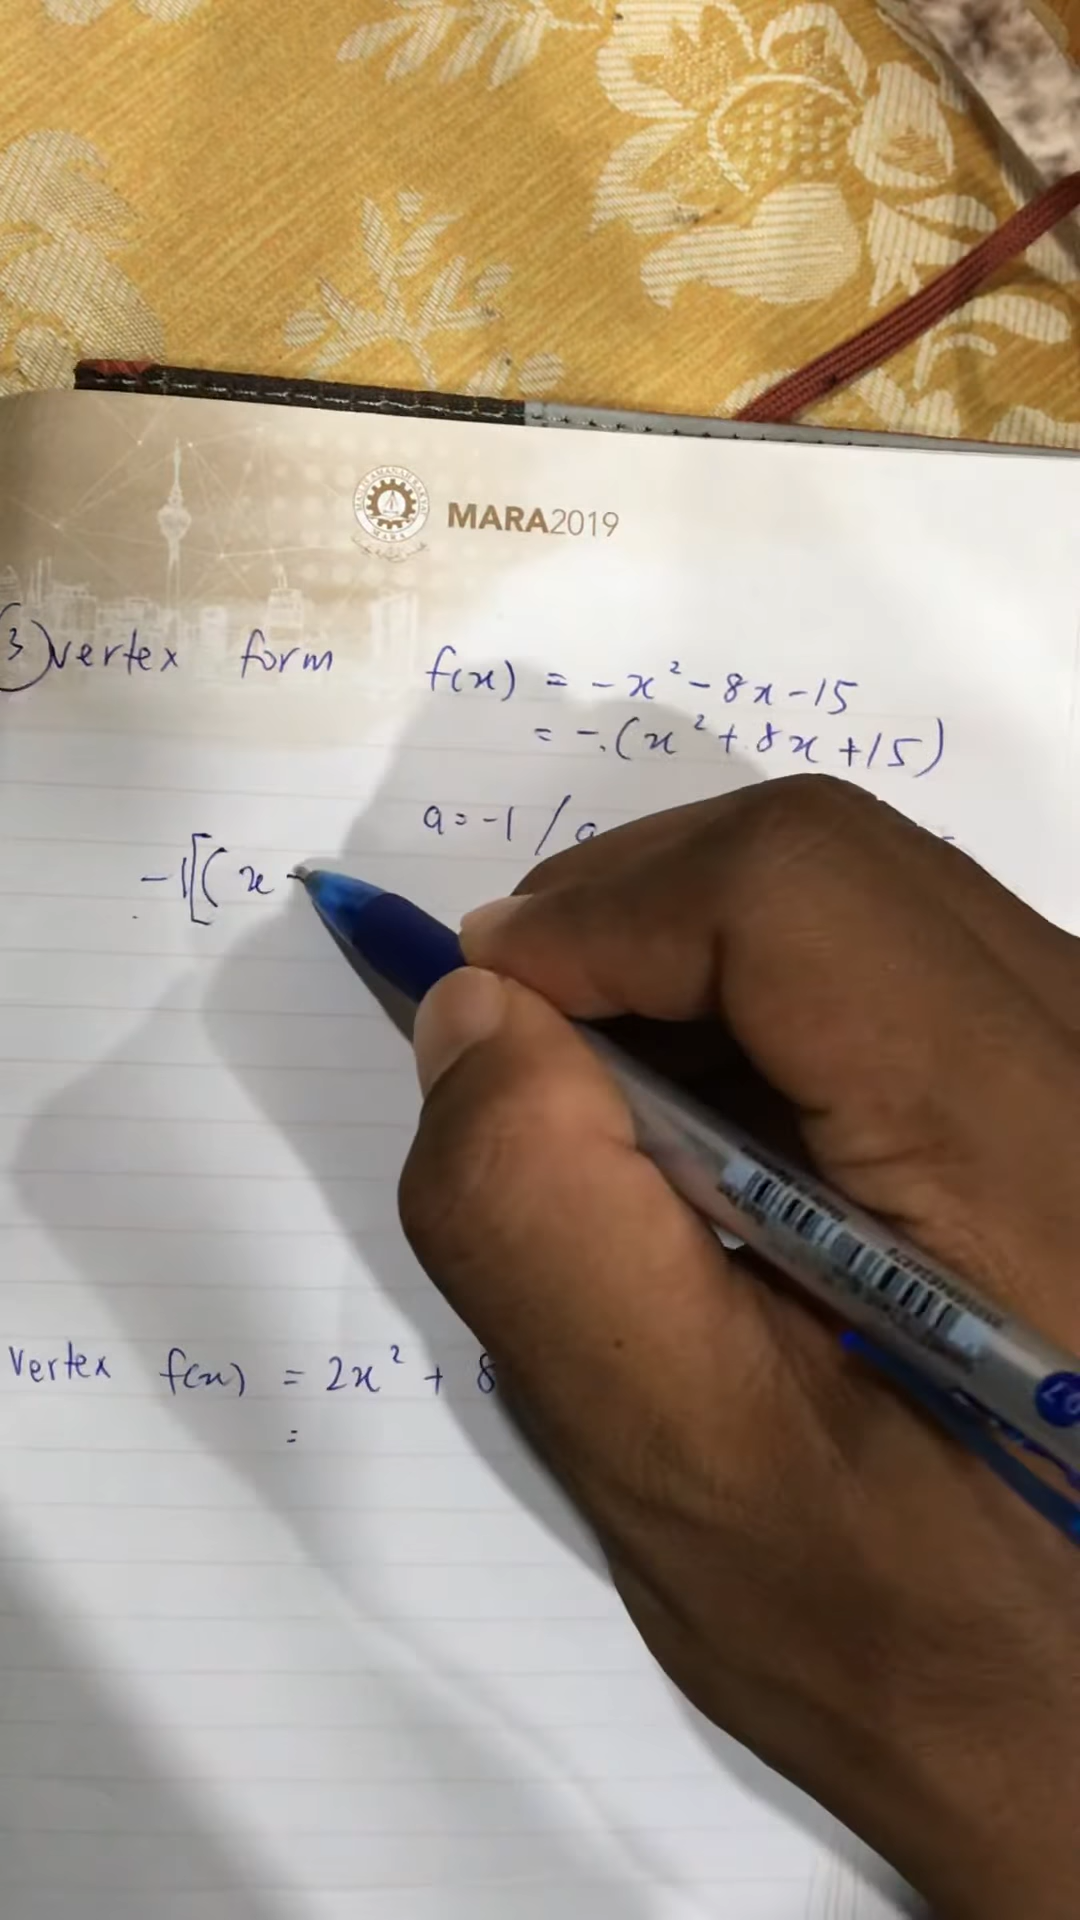 MARA2019
3) vertex form f(x) = -x² - 8x - 15
= -(x² + 8x + 15)
a = -1 / a
-1[(x
vertex f(x) = 2x² + 8
=